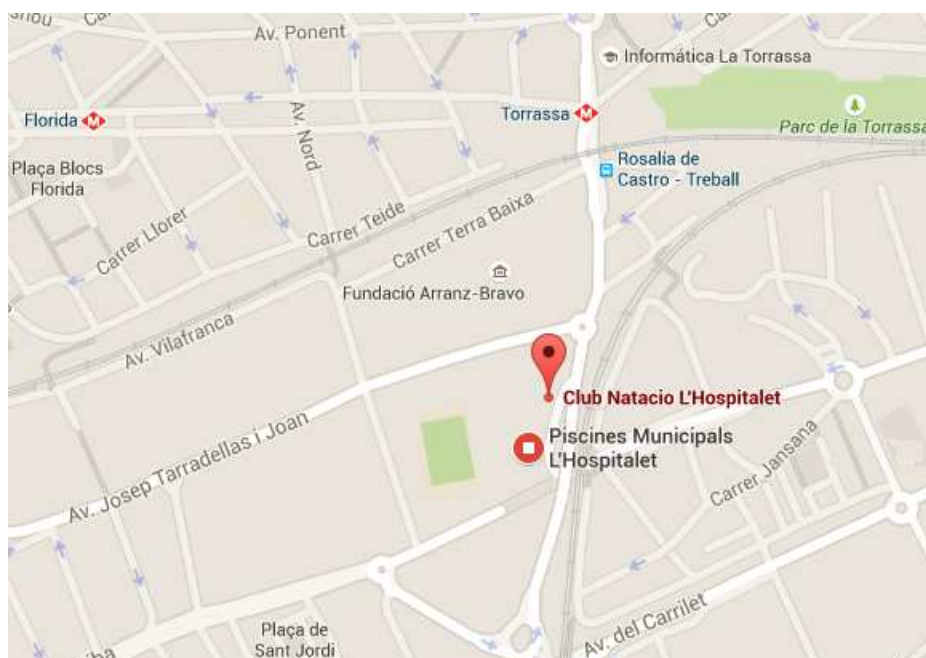 Av. Ponent
Informática La Torrassa
Florida
Torrassa
Parc de la Torrassa
Av. Nord
Plaça Blocs
Florida
Rosalía de
Castro - Treball
Carrer Llorer
Carrer Teide
Carrer Terra Baixa
Fundació Arranz-Bravo
Av. Vilafranca
Club Natacio L'Hospitalet
Piscines Municipals
L'Hospitalet
Av. Josep Tarradellas i Joan
Carrer Jansana
Av. del Carrilet
Plaça de
Sant Jordi